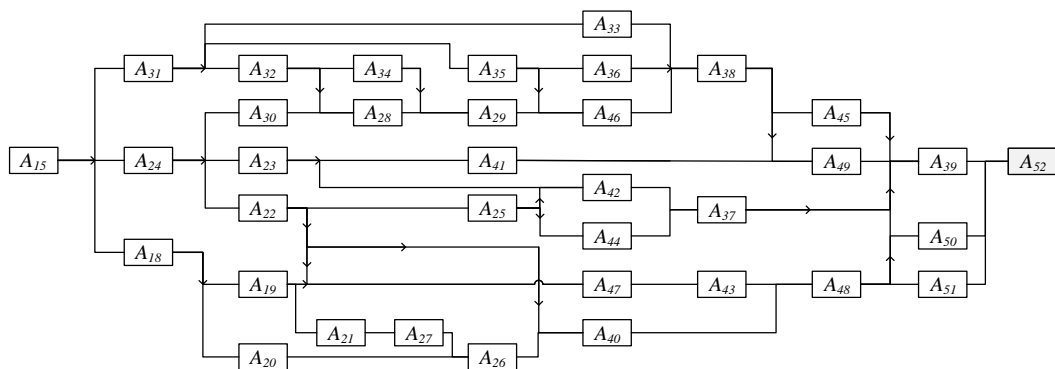 A33
A31 A32 A34 A35 A36 A38
A30 A28 A29 A46 A45
A15 A24 A23 A41 A49 A39 A52
A42
A22 A25 A37
A44 A50
A18
A19 A47 A43 A48 A51
A21 A27 A40
A20 A26